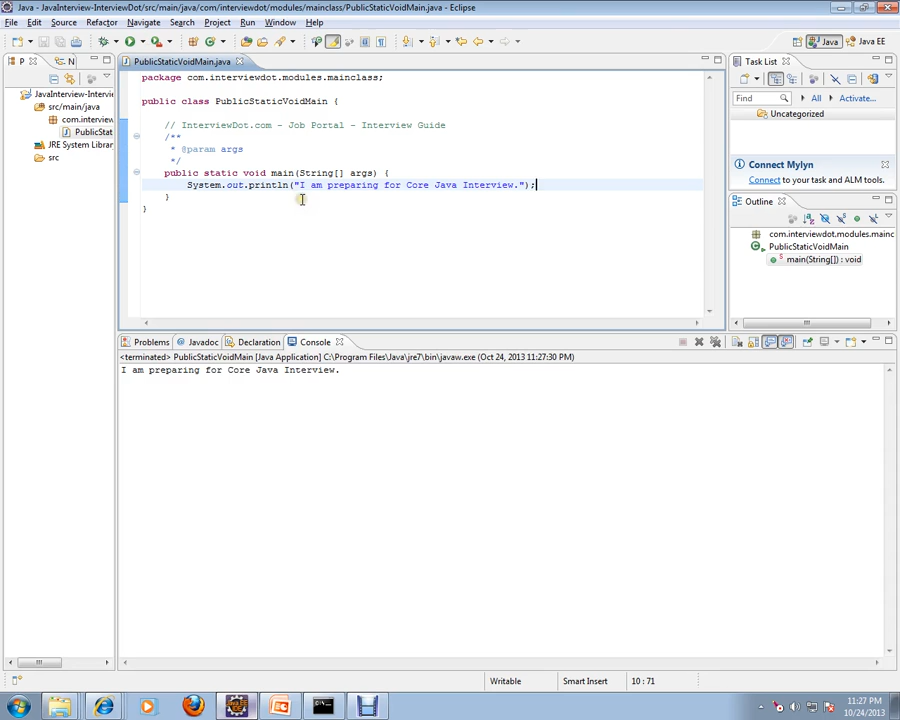 Java - JavaInterview-InterviewDot/src/main/java/com/interviewdot/modules/mainclass/PublicStaticVoidMain.java - Eclipse
File Edit Source Refactor Navigate Search Project Run Window Help
Java Java EE
P N
JavaInterview-Intervie
src/main/java
com.interview
PublicStat
JRE System Library
src
PublicStaticVoidMain.java
package com.interviewdot.modules.mainclass;
public class PublicStaticVoidMain {
// InterviewDot.com - Job Portal - Interview Guide
/**
* @param args
*/
public static void main(String[] args) {
System.out.println("I am preparing for Core Java Interview.");
}
}
Task List
Find All Activate...
Uncategorized
Connect Mylyn
Connect to your task and ALM tools.
Outline
com.interviewdot.modules.mainc
PublicStaticVoidMain
main(String[]) : void
Problems Javadoc Declaration Console
<terminated> PublicStaticVoidMain [Java Application] C:\Program Files\Java\jre7\bin\javaw.exe (Oct 24, 2013 11:27:30 PM)
I am preparing for Core Java Interview.
Writable Smart Insert 10 : 71
11:27 PM
10/24/2013